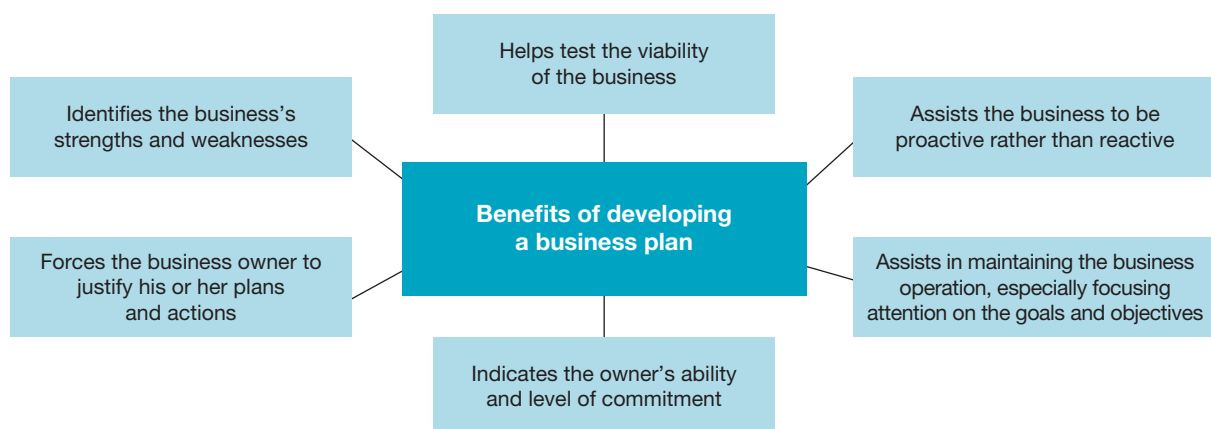 Helps test the viability
of the business
Identifies the business’s
strengths and weaknesses
Assists the business to be
proactive rather than reactive
Benefits of developing
a business plan
Forces the business owner to
justify his or her plans
and actions
Assists in maintaining the business
operation, especially focusing
attention on the goals and objectives
Indicates the owner’s ability
and level of commitment